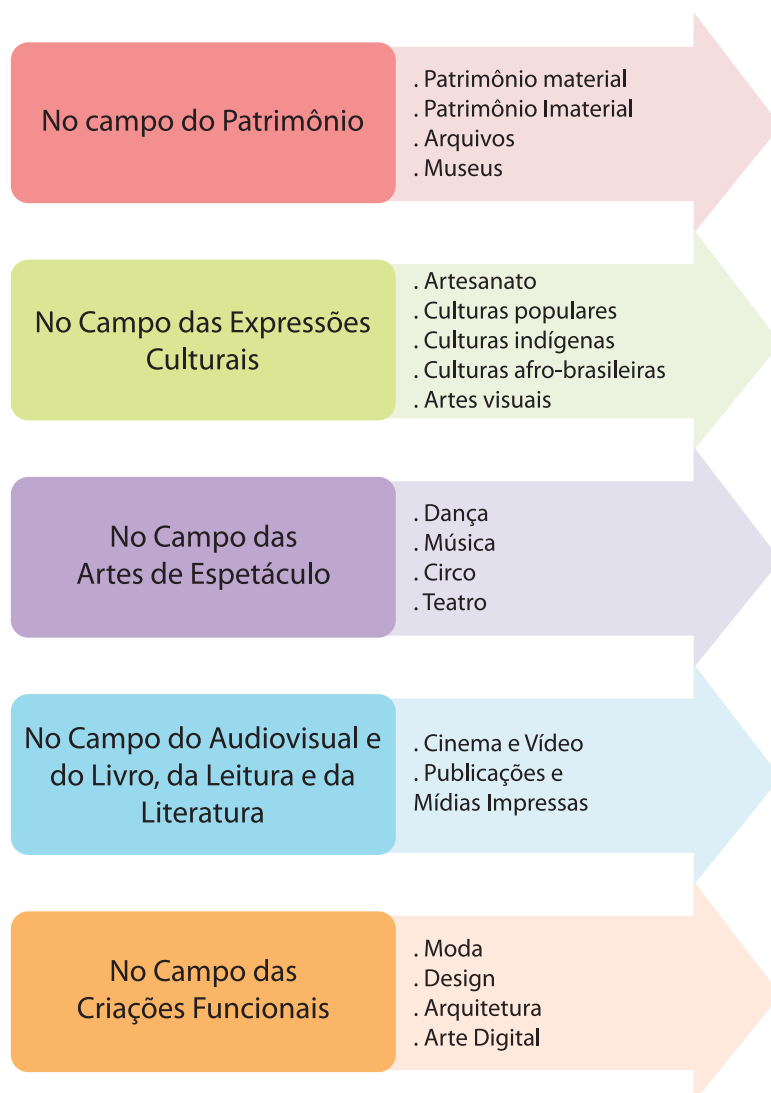 No campo do Patrimônio
. Patrimônio material
. Patrimônio Imaterial
. Arquivos
. Museus
No Campo das Expressões
Culturais
. Artesanato
. Culturas populares
. Culturas indígenas
. Culturas afro-brasileiras
. Artes visuais
No Campo das
Artes de Espetáculo
. Dança
. Música
. Circo
. Teatro
No Campo do Audiovisual e
do Livro, da Leitura e da
Literatura
. Cinema e Vídeo
. Publicações e
Mídias Impressas
No Campo das
Criações Funcionais
. Moda
. Design
. Arquitetura
. Arte Digital